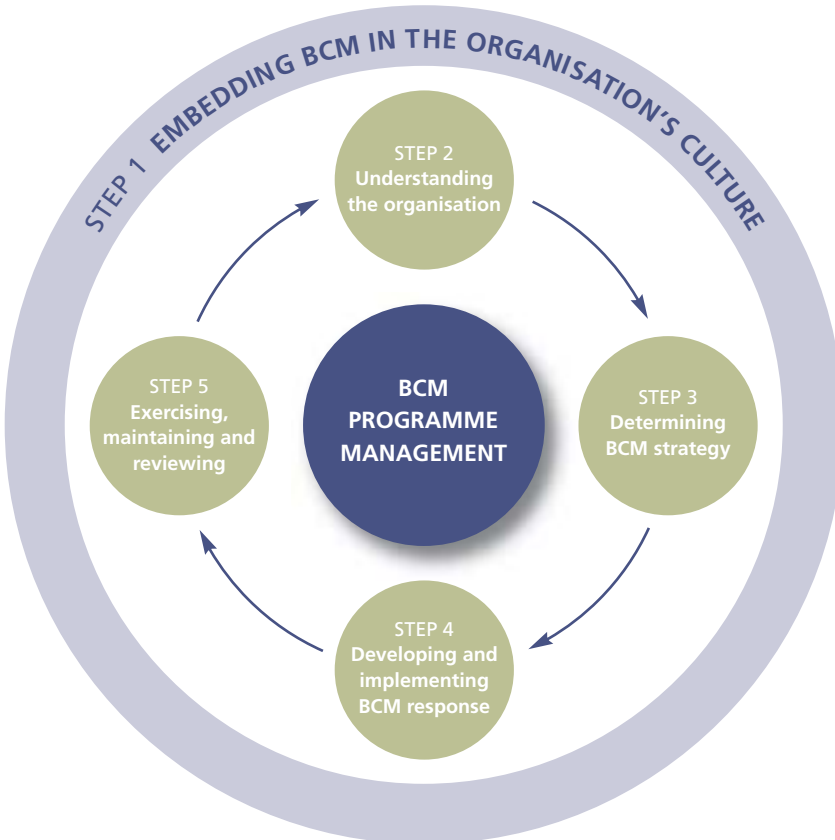 STEP 1 EMBEDDING BCM IN THE ORGANISATION'S CULTURE
STEP 2
Understanding
the organisation
STEP 3
Determining
BCM strategy
STEP 4
Developing and
implementing
BCM response
STEP 5
Exercising,
maintaining and
reviewing
BCM
PROGRAMME
MANAGEMENT